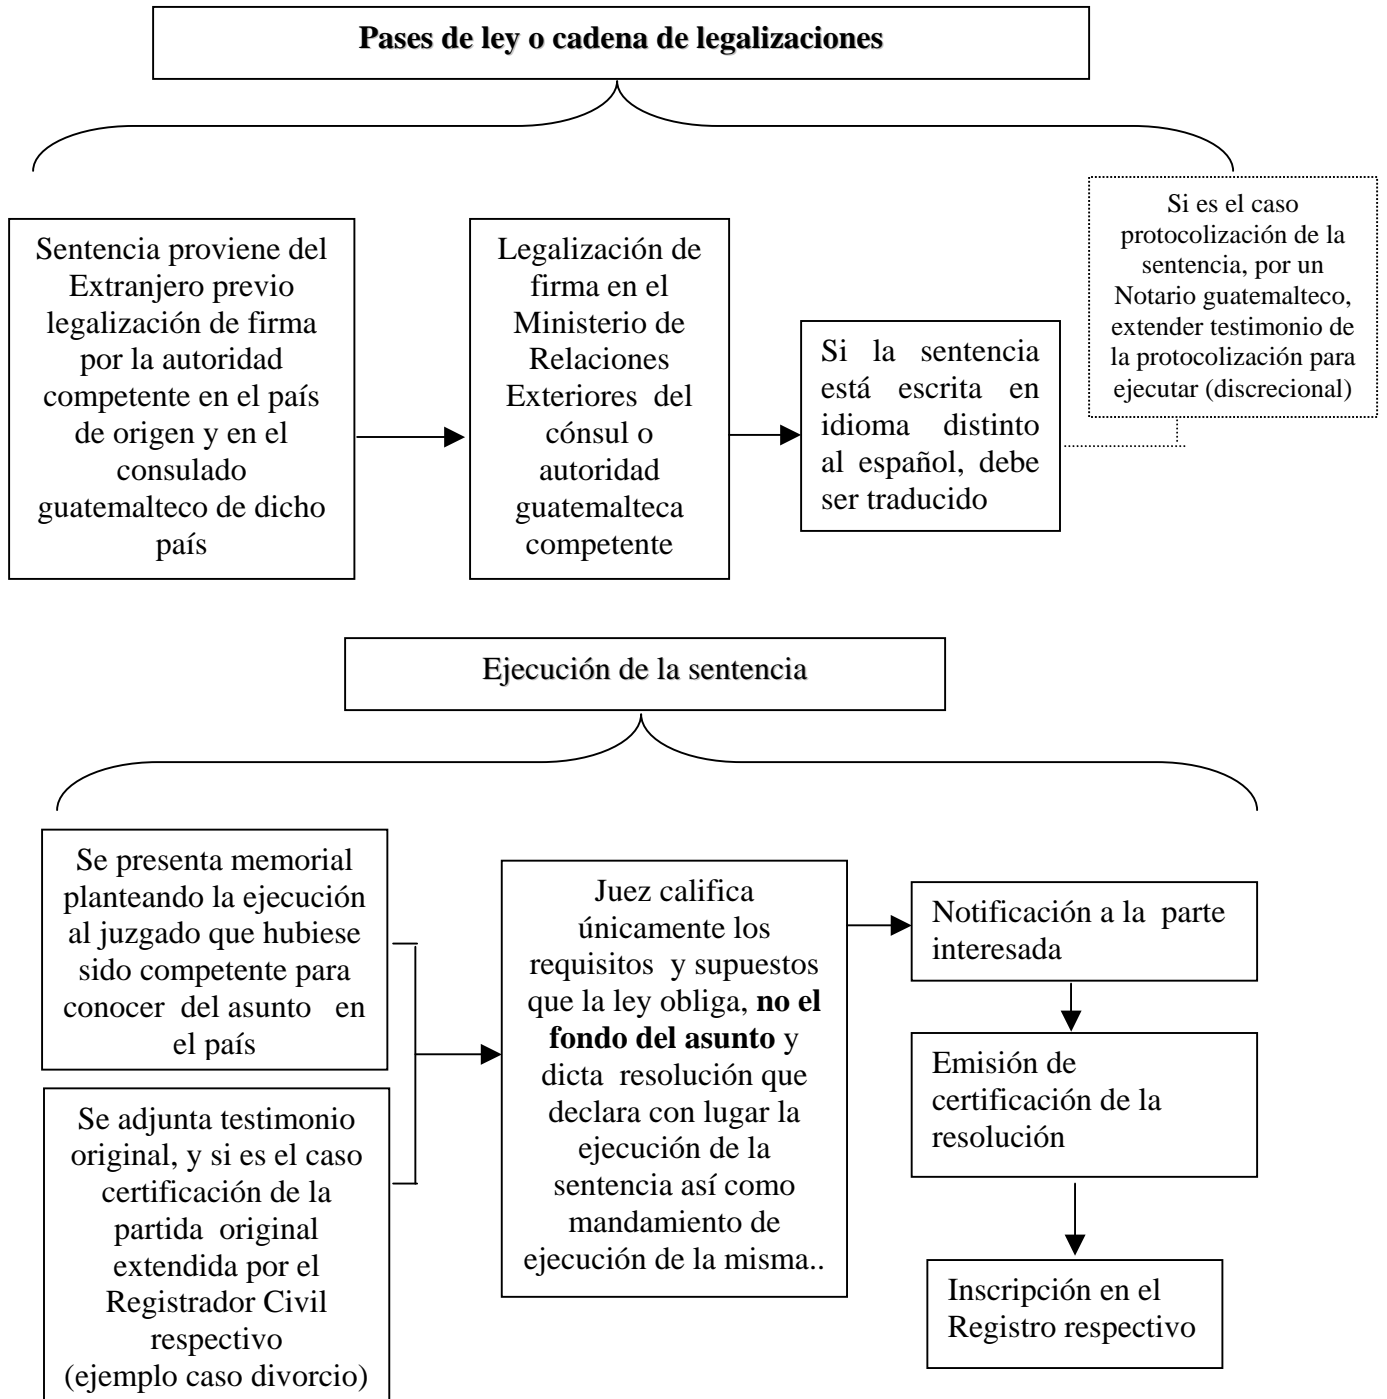 Pases de ley o cadena de legalizaciones
Sentencia proviene del
Extranjero previo
legalización de firma
por la autoridad
competente en el país
de origen y en el
consulado
guatemalteco de dicho
país
Legalización de
firma en el
Ministerio de
Relaciones
Exteriores del
cónsul o
autoridad
guatemalteca
competente
Si la sentencia
está escrita en
idioma distinto
al español, debe
ser traducido
Si es el caso
protocolización de la
sentencia, por un
Notario guatemalteco,
extender testimonio de
la protocolización para
ejecutar (discrecional)
Ejecución de la sentencia
Se presenta memorial
planteando la ejecución
al juzgado que hubiese
sido competente para
conocer del asunto en
el país
Se adjunta testimonio
original, y si es el caso
certificación de la
partida original
extendida por el
Registrador Civil
respectivo
(ejemplo caso divorcio)
Juez califica
únicamente los
requisitos y supuestos
que la ley obliga, no el
fondo del asunto y
dicta resolución que
declara con lugar la
ejecución de la
sentencia así como
mandamiento de
ejecución de la misma..
Notificación a la parte
interesada
Emisión de
certificación de la
resolución
Inscripción en el
Registro respectivo